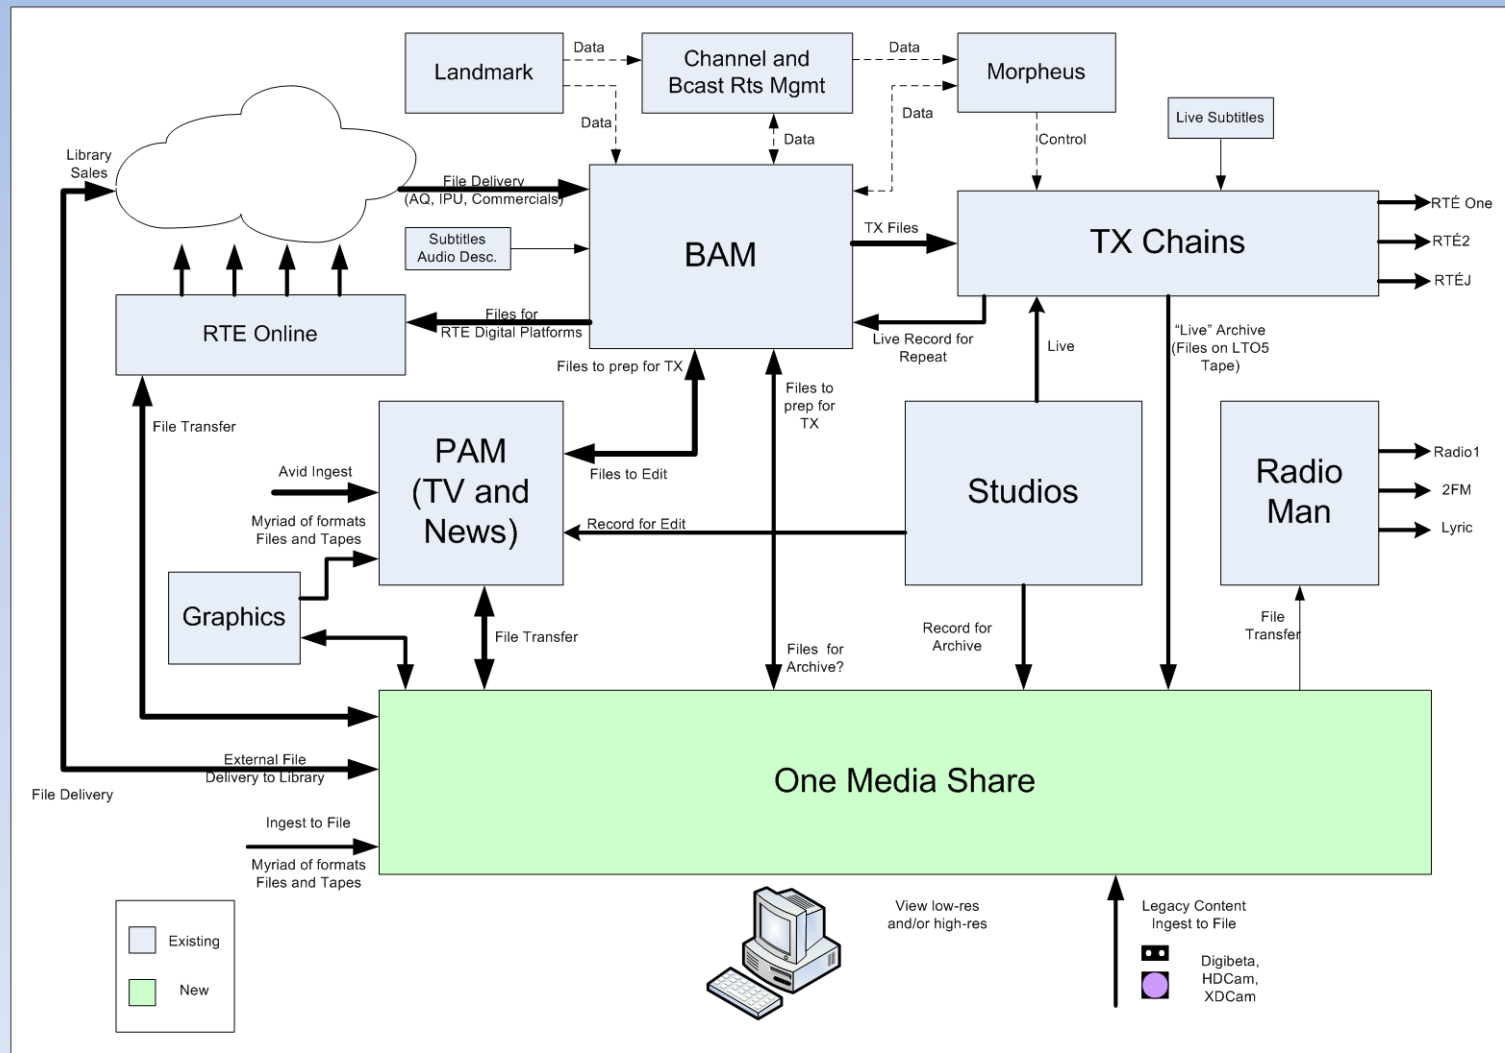 Landmark
Data
Channel and
Bcast Rts Mgmt
Data
Morpheus
Data
Data
Data
Control
Live Subtitles
Library
Sales
File Delivery
(AQ, IPU, Commercials)
Subtitles
Audio Desc.
BAM
TX Files
TX Chains
RTÉ One
RTÉ2
RTÉJ
RTE Online
Files for
RTE Digital Platforms
Live Record for
Repeat
Live
“Live” Archive
(Files on LTO5
Tape)
Files to prep for TX
Files to
prep for
TX
File Transfer
PAM
(TV and
News)
Files to Edit
Avid Ingest
Myriad of formats
Files and Tapes
Record for Edit
Studios
Radio
Man
Radio1
2FM
Lyric
Graphics
File Transfer
Files for
Archive?
Record for
Archive
File
Transfer
One Media Share
External File
Delivery to Library
File Delivery
Ingest to File
Myriad of formats
Files and Tapes
Existing
New
View low-res
and/or high-res
Legacy Content
Ingest to File
Digibeta,
HDCam,
XDCam